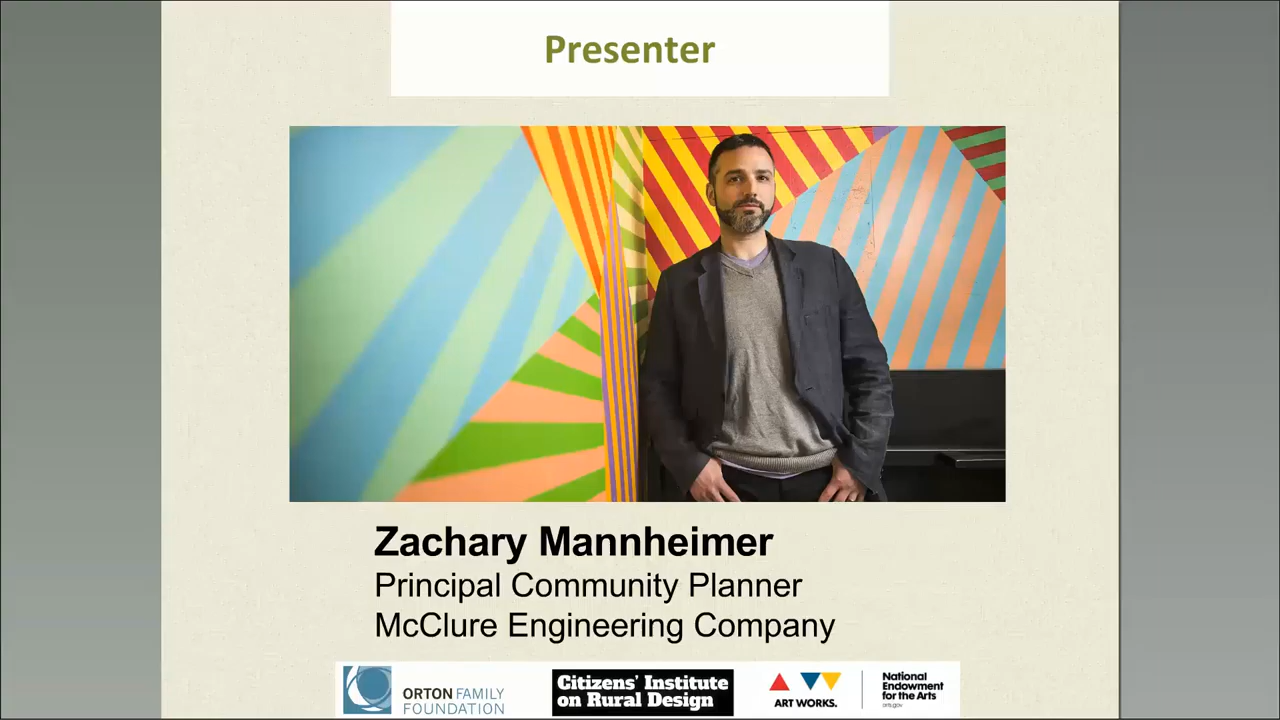 Presenter
Zachary Mannheimer
Principal Community Planner
McClure Engineering Company
ORTON FAMILY
FOUNDATION
Citizens' Institute
on Rural Design
ART WORKS.
National
Endowment
for the Arts
arts.gov